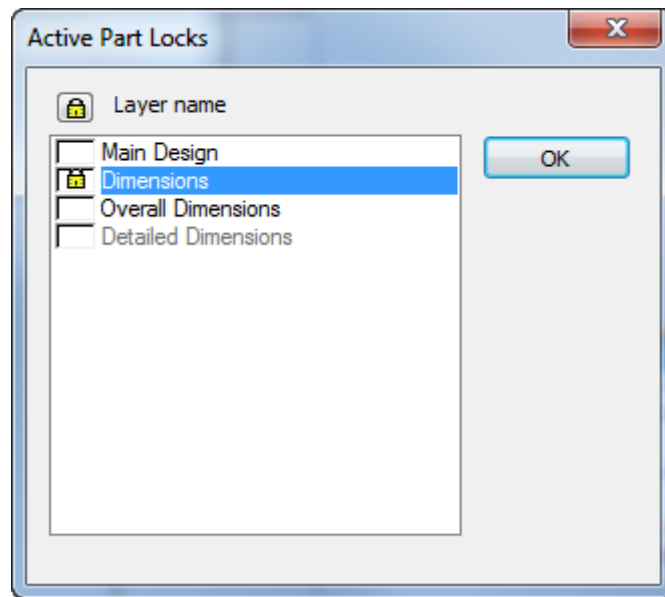 Active Part Locks
Layer name
Main Design
OK
Dimensions
Overall Dimensions
Detailed Dimensions